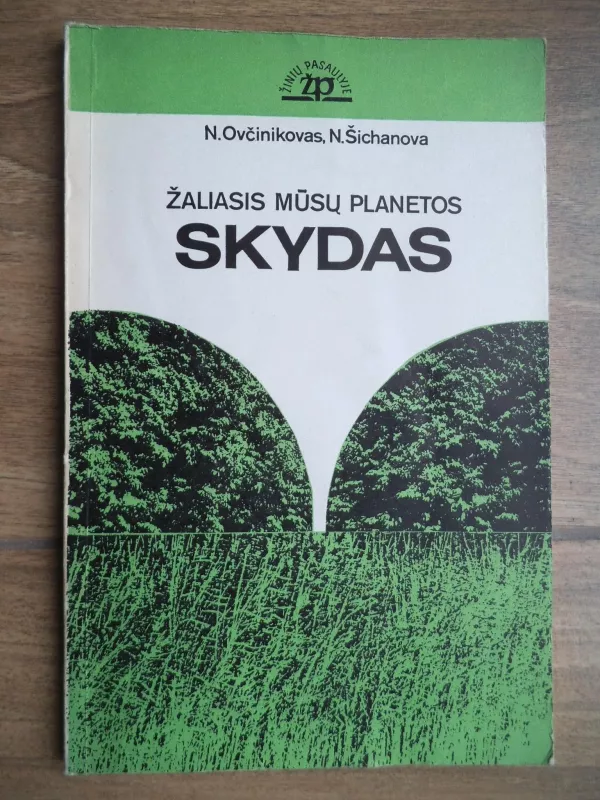 ŽINIŲ PASAULYJE
žp
N.Ovčinikovas, N.Šichanova
ŽALIASIS MŪSŲ PLANETOS
SKYDAS